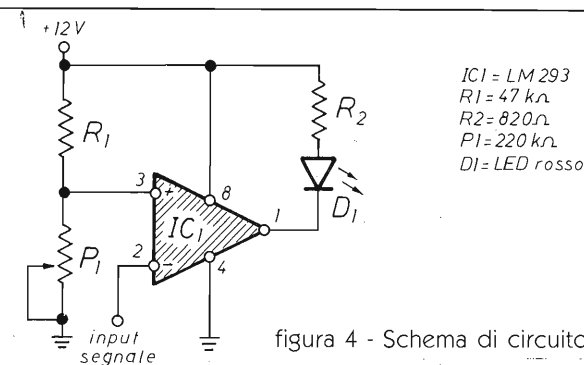 +12V
R1
3
+
8
R2
IC1
1
D1
2
-
4
P1
input
segnale
IC1 = LM 293
R1 = 47 kΩ
R2 = 820Ω
P1 = 220 kΩ
D1 = LED rosso
figura 4 - Schema di circuito